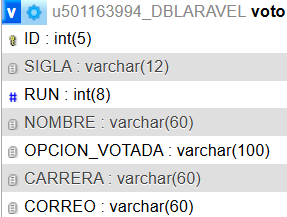 v u501163994_DBLARAVEL voto
ID : int(5)
SIGLA : varchar(12)
# RUN : int(8)
NOMBRE : varchar(60)
OPCION_VOTADA : varchar(100)
CARRERA : varchar(60)
CORREO : varchar(60)